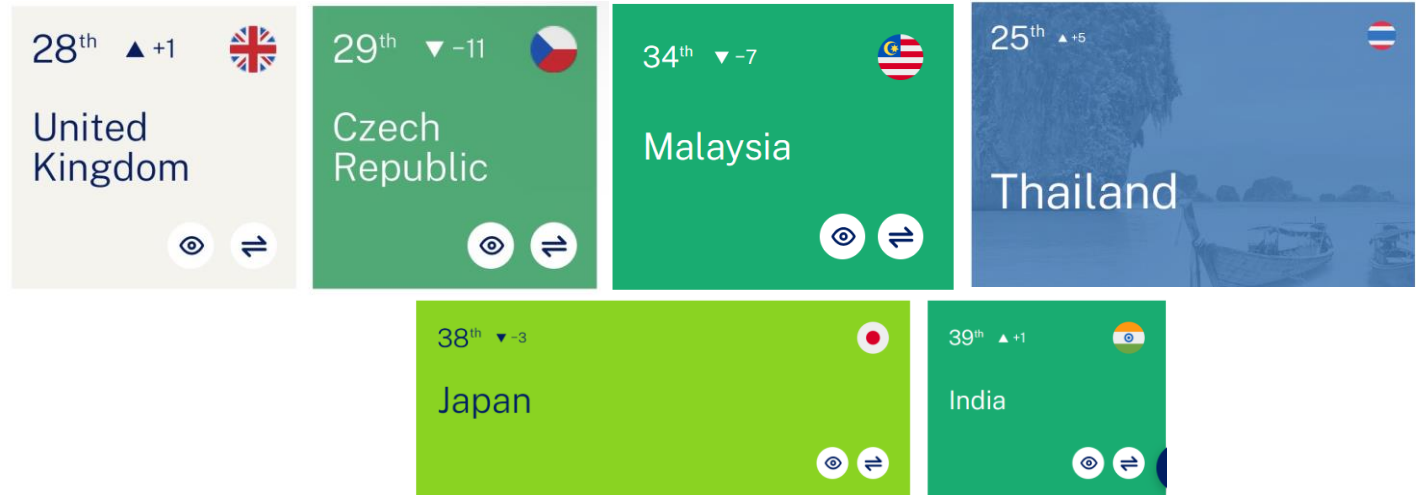 28th ▲ +1
United
Kingdom
29th ▼ −11
Czech
Republic
34th ▼ −7
Malaysia
25th ▲ +5
Thailand
38th ▼ −3
Japan
39th ▲ +1
India